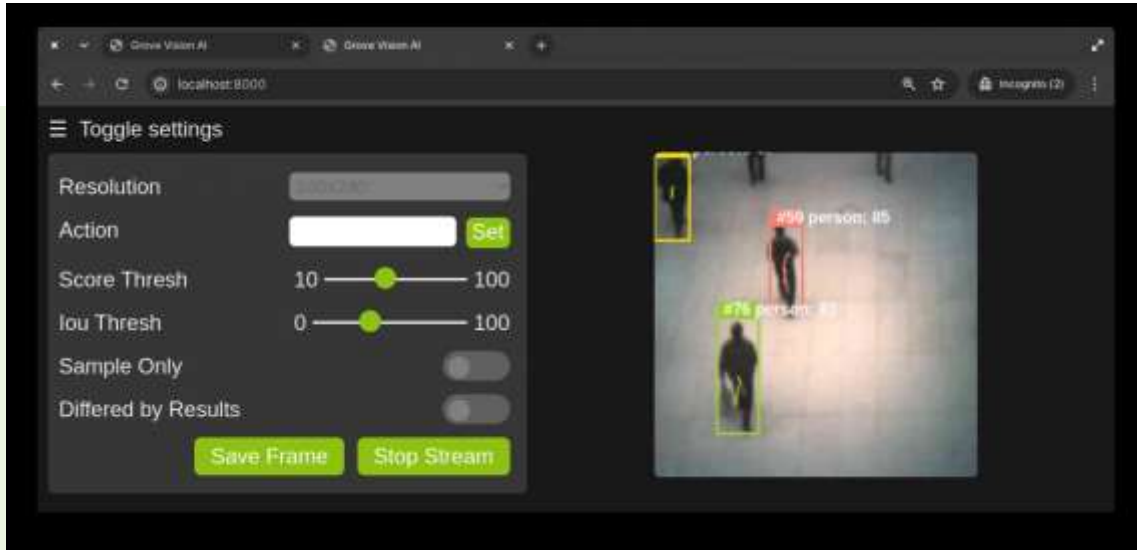 Grove Vision AI
Grove Vision AI
localhost:8000
Incognito (2)
Toggle settings
Resolution
Action
Set
Score Thresh
10
100
Iou Thresh
0
100
Sample Only
Differed by Results
Save Frame
Stop Stream
#59 person: 85
#76 person: